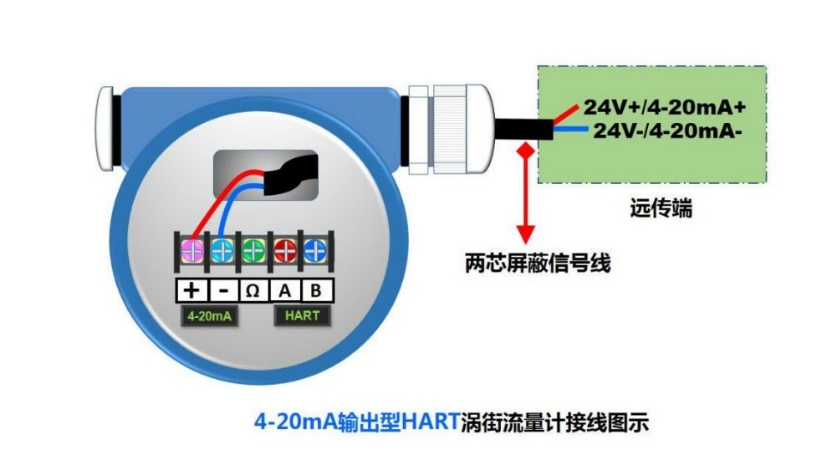 24V+/4-20mA+
24V-/4-20mA-
远传端
两芯屏蔽信号线
+ - Ω A B
4-20mA HART
4-20mA输出型HART涡街流量计接线图示